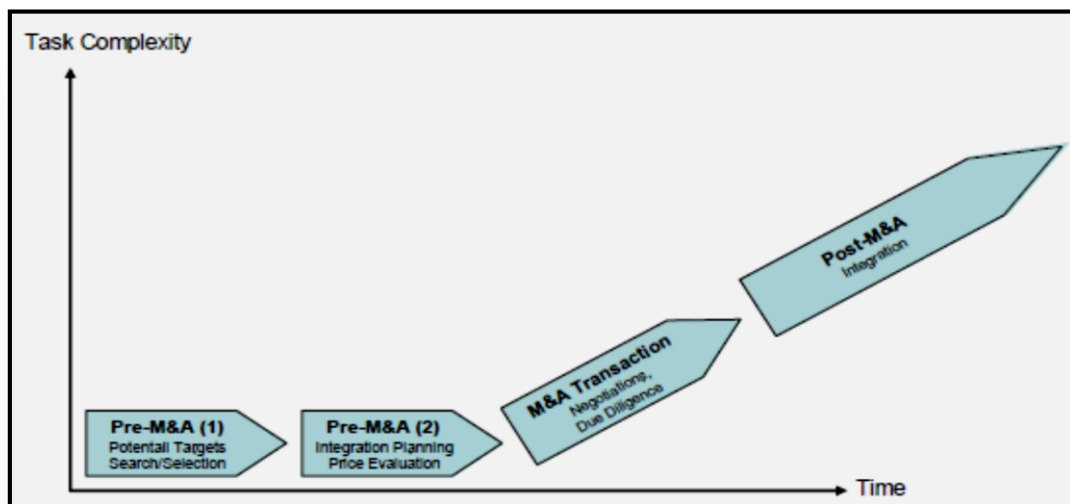 Task Complexity
Pre-M&A (1)
Potentail Targets
Search/Selection
Pre-M&A (2)
Integration Planning
Price Evaluation
M&A Transaction
Negotiations,
Due Diligence
Post-M&A
Integration
Time